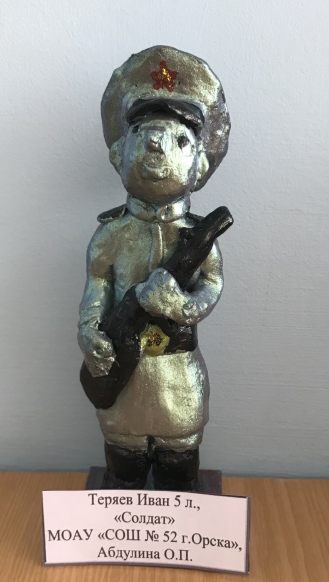 Теряев Иван 5 л.,
«Солдат»
МОАУ «СОШ № 52 г.Орска»,
Абдулина О.П.